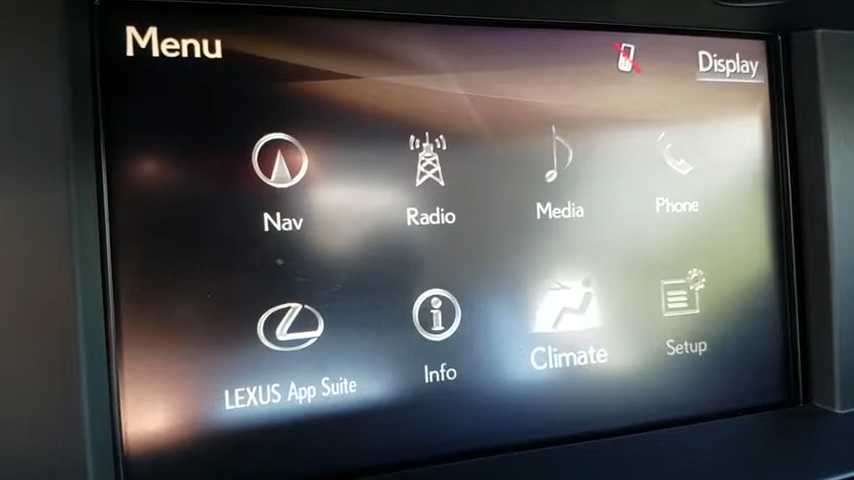 Menu
Display
Nav
Radio
Media
Phone
LEXUS App Suite
Info
Climate
Setup